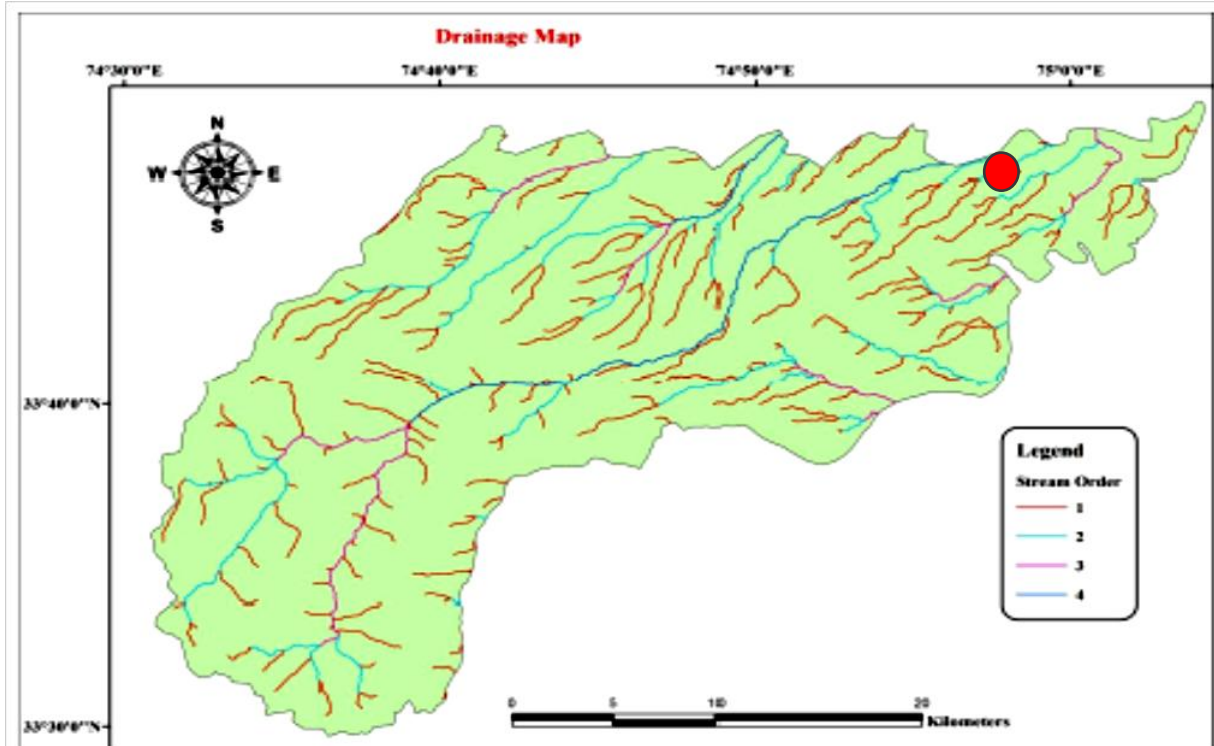 Drainage Map
74°30'0"E 74°40'0"E 74°50'0"E 75°0'0"E
N
W E
S
33°40'0"N
Legend
Stream Order
1
2
3
4
0 5 10 20
Kilometers
33°30'0"N